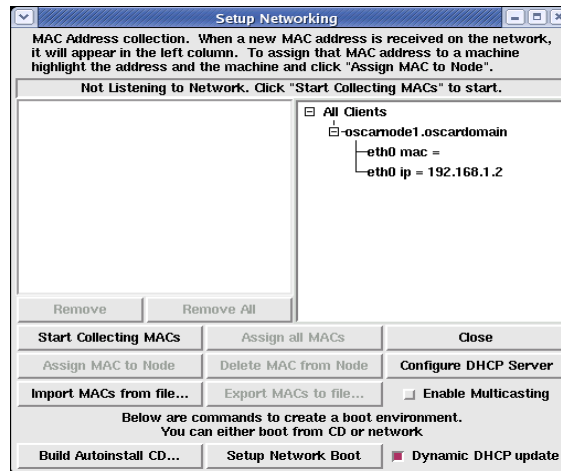 Setup Networking
MAC Address collection. When a new MAC address is received on the network,
it will appear in the left column. To assign that MAC address to a machine
highlight the address and the machine and click "Assign MAC to Node".
Not Listening to Network. Click "Start Collecting MACs" to start.
All Clients
oscarnode1.oscardomain
eth0 mac =
eth0 ip = 192.168.1.2
Remove
Remove All
Start Collecting MACs
Assign all MACs
Close
Assign MAC to Node
Delete MAC from Node
Configure DHCP Server
Import MACs from file...
Export MACs to file...
Enable Multicasting
Below are commands to create a boot environment.
You can either boot from CD or network
Build Autoinstall CD...
Setup Network Boot
Dynamic DHCP update